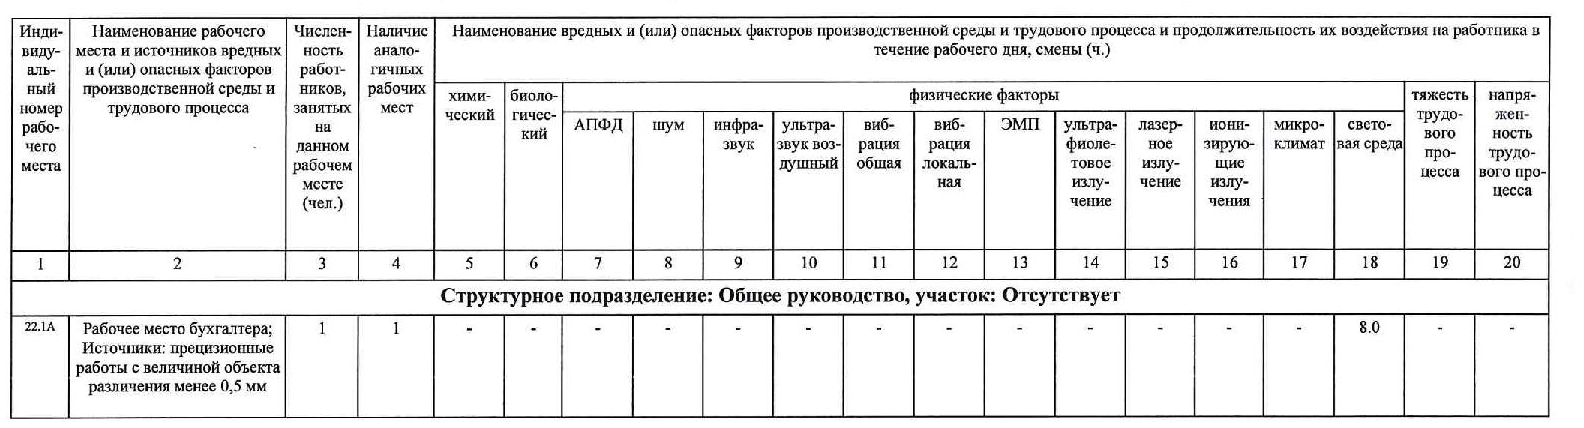 Инди-
виду-
аль-
ный
номер
рабо-
чего
места
Наименование рабочего
места и источников вредных
и (или) опасных факторов
производственной среды и
трудового процесса
Числен-
ность
работ-
ников,
занятых
на
данном
рабочем
месте
(чел.)
Наличие
анало-
гичных
рабочих
мест
Наименование вредных и (или) опасных факторов производственной среды и трудового процесса и продолжительность их воздействия на работника в
течение рабочего дня, смены (ч.)
хими-
ческий
биоло-
гичес-
кий
физические факторы
АПФД
шум
инфра-
звук
ультра-
звук воз-
душный
виб-
рация
общая
виб-
рация
локаль-
ная
ЭМП
ультра-
фиоле-
товое
излу-
чение
лазер-
ное
излу-
чение
иони-
зирую-
щие
излу-
чения
микро-
климат
свето-
вая среда
тяжесть
трудо-
вого
про-
цесса
напря-
жен-
ность
трудо-
вого про-
цесса
1 2 3 4 5 6 7 8 9 10 11 12 13 14 15 16 17 18 19 20
Структурное подразделение: Общее руководство, участок: Отсутствует
22.1А
Рабочее место бухгалтера;
Источники: прецизионные
работы с величиной объекта
различения менее 0,5 мм
1 1 - - - - - - - - - - - - - 8.0 - -